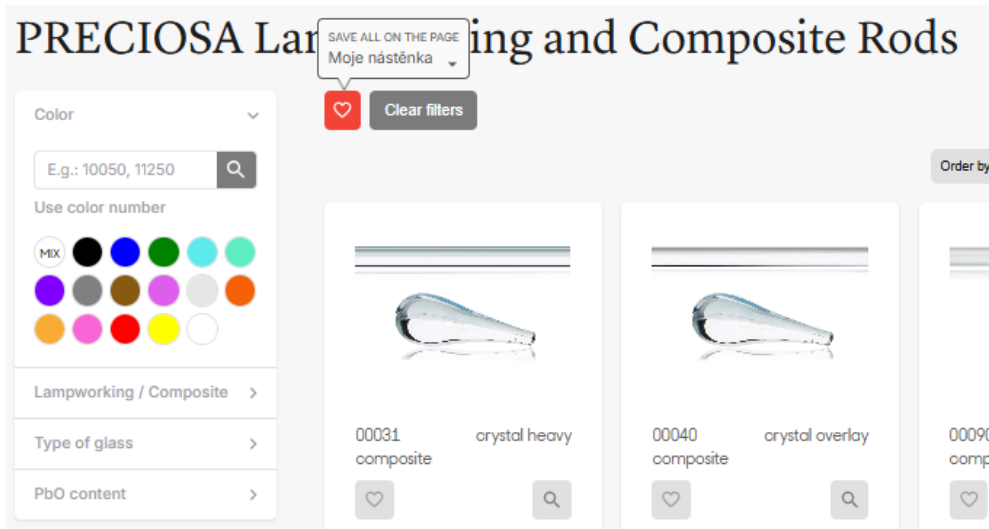 PRECIOSA Lam ing and Composite Rods
SAVE ALL ON THE PAGE
Moje nástěnka
Clear filters
Color
E.g.: 10050, 11250
Order by
Use color number
MIX
Lampworking / Composite
Type of glass
PbO content
00031 crystal heavy
composite
00040 crystal overlay
composite